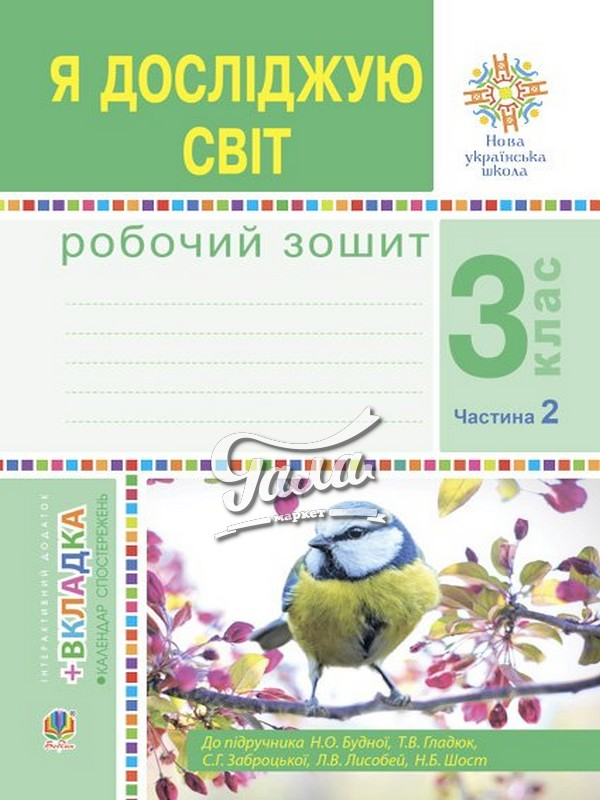 Я ДОСЛІДЖУЮ
СВІТ
Нова
українська
школа
робочий зошит
3
клас
Частина 2
Гала
маркет
ІНТЕРАКТИВНИЙ ДОДАТОК
+ВКЛАДКА
•КАЛЕНДАР СПОСТЕРЕЖЕНЬ
Богдан
До підручника Н.О. Будної, Т.В. Гладюк,
С.Г. Заброцької, Л.В. Лисобей, Н.Б. Шост